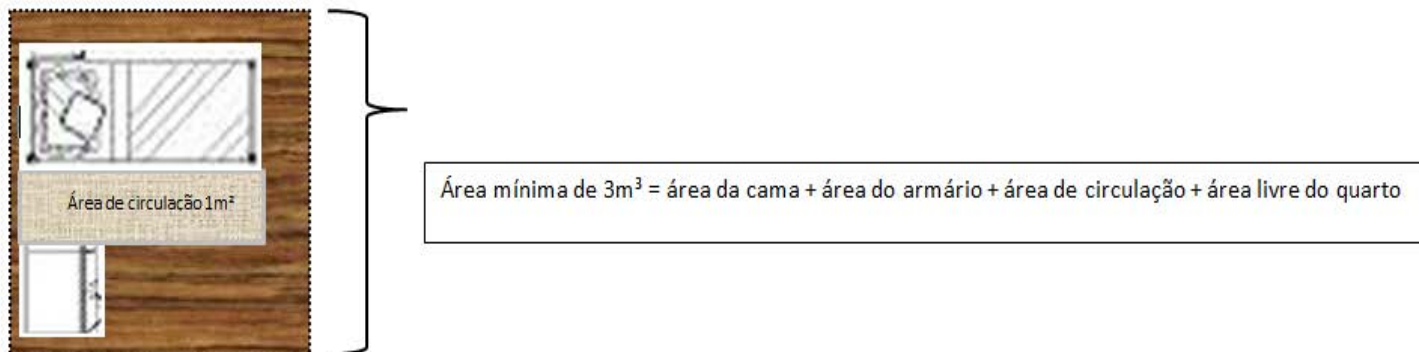 Área de circulação 1m²
Área mínima de 3m³ = área da cama + área do armário + área de circulação + área livre do quarto